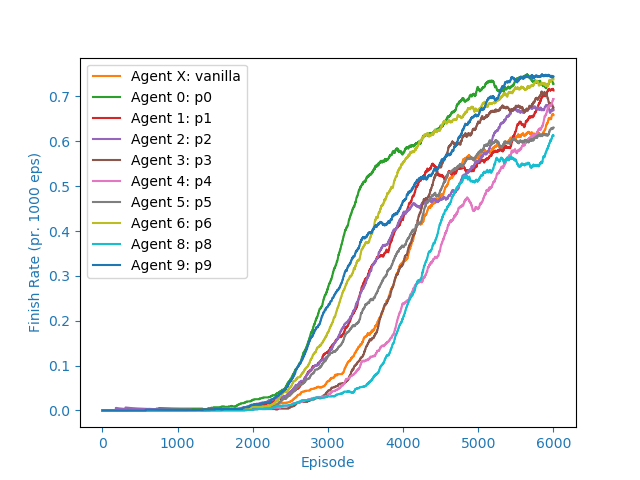 Agent X: vanilla
Agent 0: p0
Agent 1: p1
Agent 2: p2
Agent 3: p3
Agent 4: p4
Agent 5: p5
Agent 6: p6
Agent 8: p8
Agent 9: p9
Finish Rate (pr. 1000 eps)
0.7
0.6
0.5
0.4
0.3
0.2
0.1
0.0
0 1000 2000 3000 4000 5000 6000
Episode